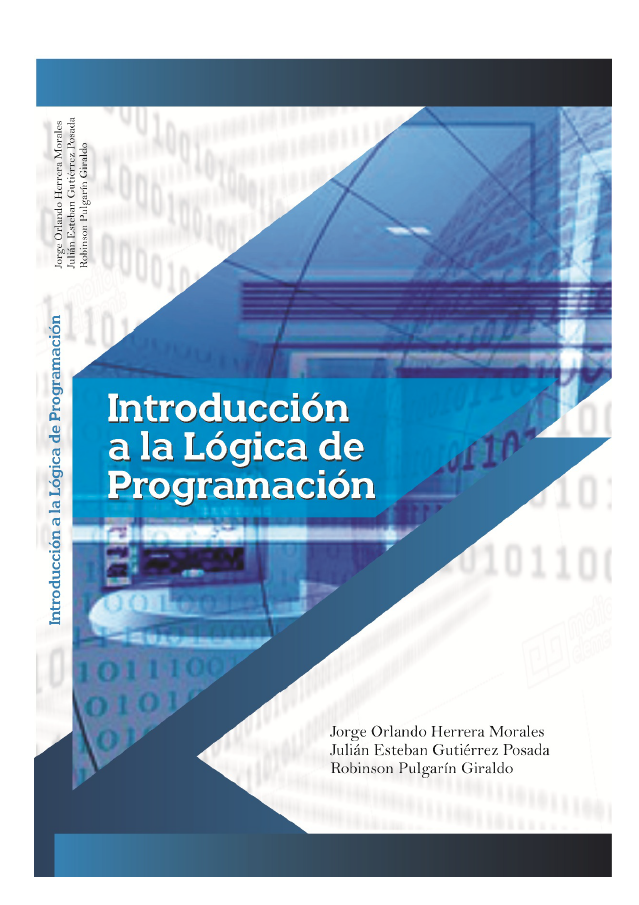 Jorge Orlando Herrera Morales
Julián Esteban Gutiérrez Posada
Robinson Pulgarín Giraldo
Introducción a la Lógica de Programación
Introducción
a la Lógica de
Programación
Jorge Orlando Herrera Morales
Julián Esteban Gutiérrez Posada
Robinson Pulgarín Giraldo